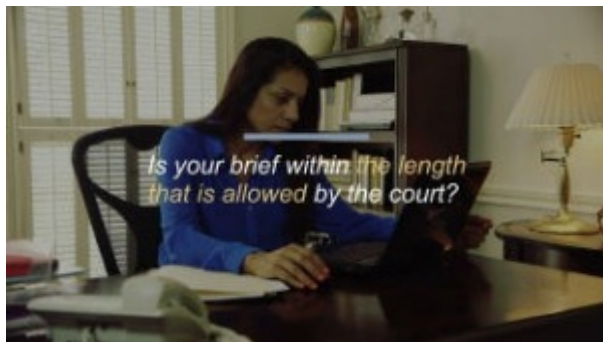 Is your brief within the length
that is allowed by the court?